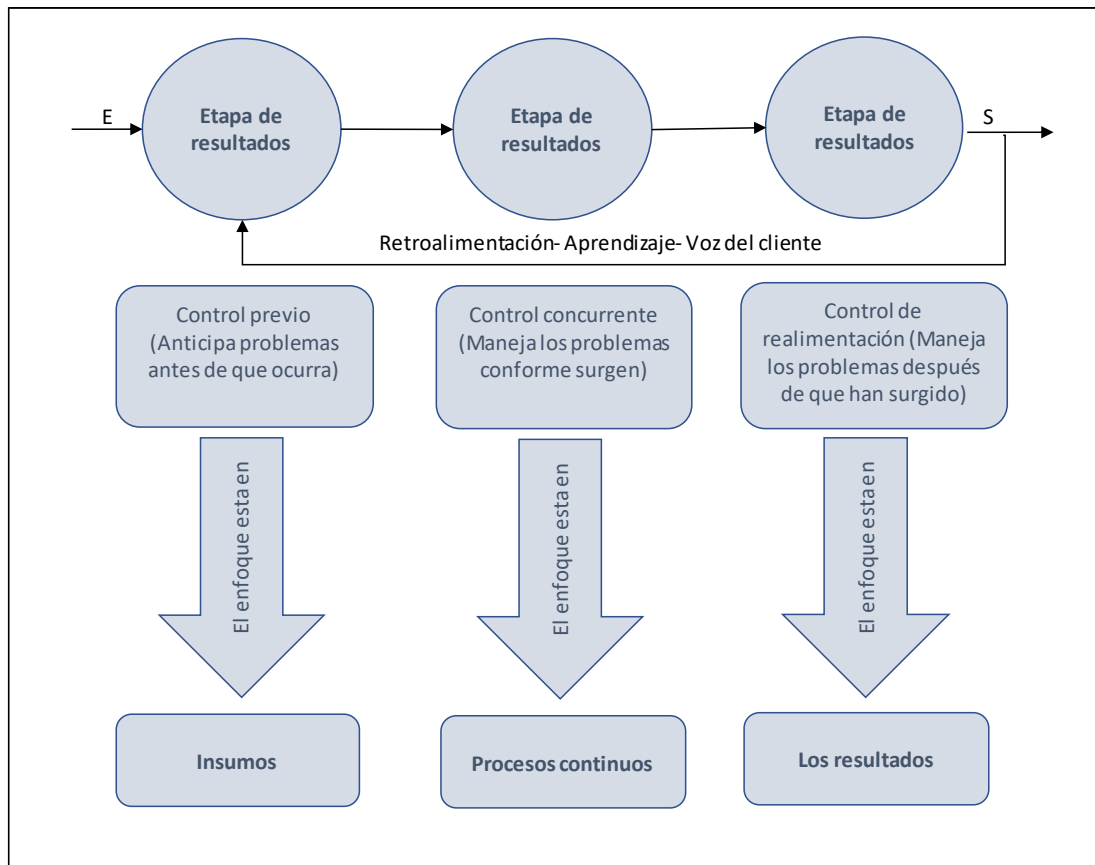 E
Etapa de
resultados
Etapa de
resultados
Etapa de
resultados
S
Retroalimentación- Aprendizaje- Voz del cliente
Control previo
(Anticipa problemas
antes de que ocurra)
Control concurrente
(Maneja los problemas
conforme surgen)
Control de
realimentación (Maneja
los problemas después
de que han surgido)
El enfoque esta en
El enfoque esta en
El enfoque esta en
Insumos
Procesos continuos
Los resultados